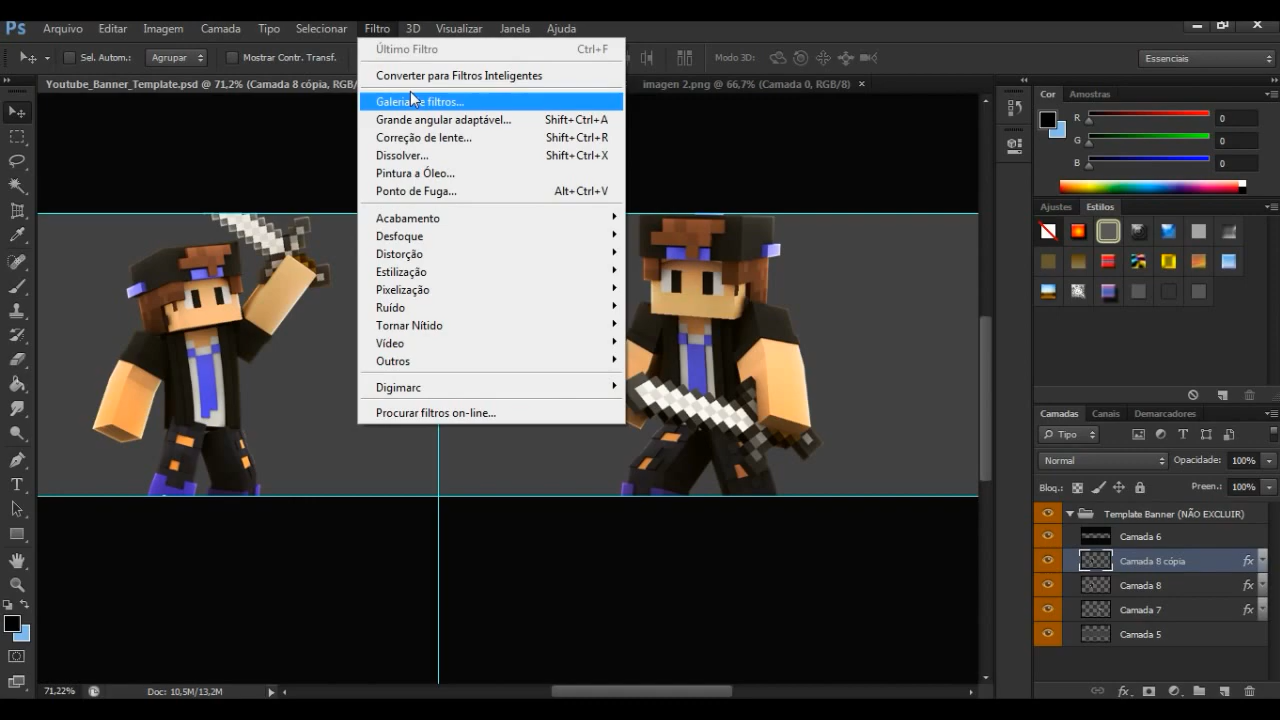 Ps Arquivo Editar Imagem Camada Tipo Selecionar Filtro 3D Visualizar Janela Ajuda
Sel. Autom.: Agrupar Mostrar Contr. Transf. Modo 3D: Essenciais
Youtube_Banner_Template.psd @ 71,2% (Camada 8 cópia, RGB/ imagen 2.png @ 66,7% (Camada 0, RGB/8)
Último Filtro Ctrl+F
Converter para Filtros Inteligentes
Galeria de filtros...
Grande angular adaptável... Shift+Ctrl+A
Correção de lente... Shift+Ctrl+R
Dissolver... Shift+Ctrl+X
Pintura a Óleo...
Ponto de Fuga... Alt+Ctrl+V
Acabamento
Desfoque
Distorção
Estilização
Pixelização
Ruído
Tornar Nítido
Vídeo
Outros
Digimarc
Procurar filtros on-line...
Cor Amostras
R 0
G 0
B 0
Ajustes Estilos
Camadas Canais Demarcadores
Tipo
Normal Opacidade: 100%
Bloq.: Preen.: 100%
Template Banner (NÃO EXCLUIR)
Camada 6
Camada 8 cópia fx
Camada 8 fx
Camada 7 fx
Camada 5
71,22% Doc: 10,5M/13,2M fx